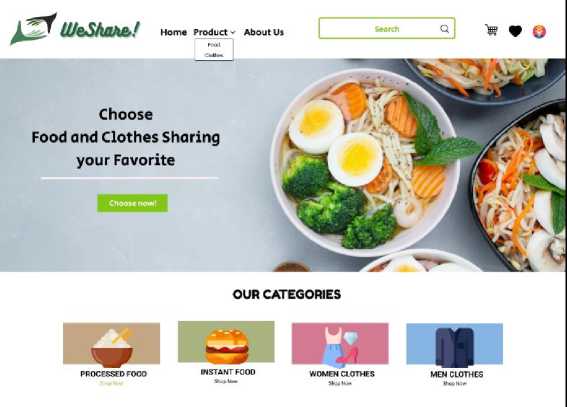 WeShare!
Home Product About Us
Search
Food
Clothes
Choose
Food and Clothes Sharing
your Favorite
Choose now!
OUR CATEGORIES
PROCESSED FOOD
Shop Now
INSTANT FOOD
Shop Now
WOMEN CLOTHES
Shop Now
MEN CLOTHES
Shop Now